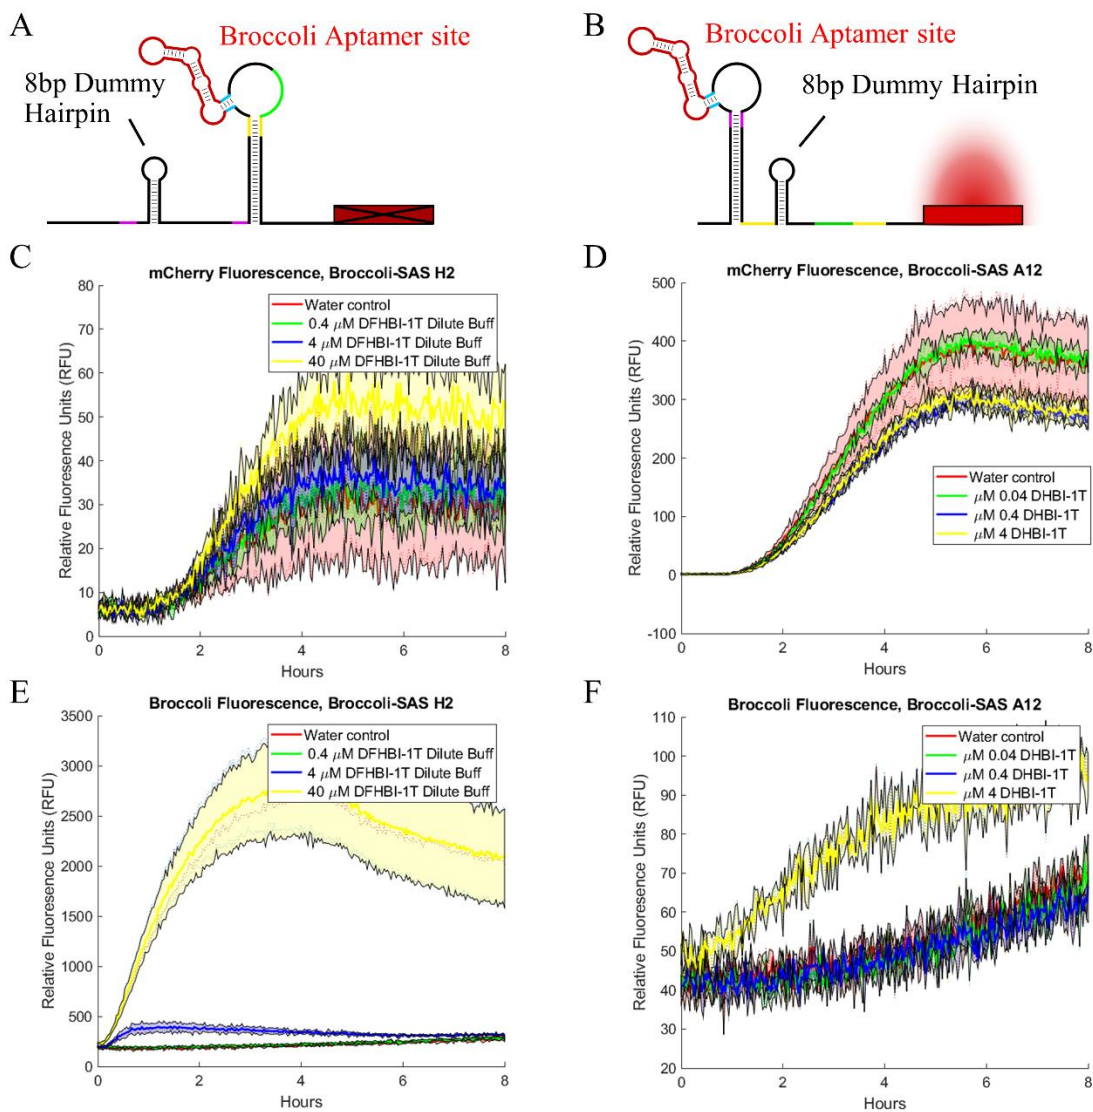 A
Broccoli Aptamer site
8bp Dummy
Hairpin
B
Broccoli Aptamer site
8bp Dummy Hairpin
C
mCherry Fluorescence, Broccoli-SAS H2
80
70
60
50
40
30
20
10
0
Relative Fluoresence Units (RFU)
Water control
0.4 μM DFHBI-1T Dilute Buff
4 μM DFHBI-1T Dilute Buff
40 μM DFHBI-1T Dilute Buff
0 2 4 6 8
Hours
D
mCherry Fluorescence, Broccoli-SAS A12
500
400
300
200
100
0
-100
Relative Fluoresence Units (RFU)
Water control
μM 0.04 DHBI-1T
μM 0.4 DHBI-1T
μM 4 DHBI-1T
0 2 4 6 8
Hours
E
Broccoli Fluorescence, Broccoli-SAS H2
3500
3000
2500
2000
1500
1000
500
0
Relative Fluoresence Units (RFU)
Water control
0.4 μM DFHBI-1T Dilute Buff
4 μM DFHBI-1T Dilute Buff
40 μM DFHBI-1T Dilute Buff
0 2 4 6 8
Hours
F
Broccoli Fluorescence, Broccoli-SAS A12
110
100
90
80
70
60
50
40
30
20
Relative Fluoresence Units (RFU)
Water control
μM 0.04 DHBI-1T
μM 0.4 DHBI-1T
μM 4 DHBI-1T
0 2 4 6 8
Hours